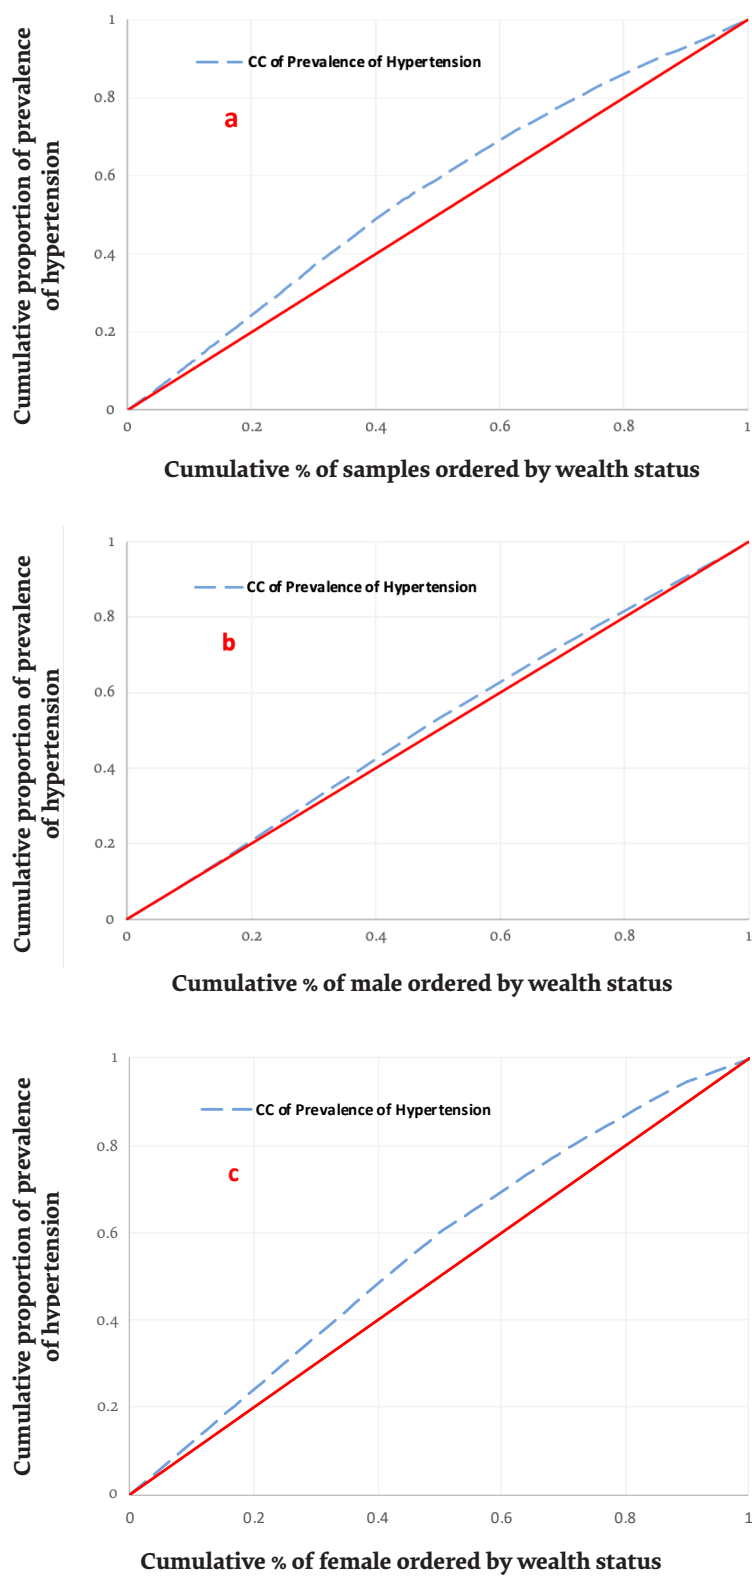 Cumulative proportion of prevalence
of hypertension
1
0.8
0.6
0.4
0.2
0
CC of Prevalence of Hypertension
a
0 0.2 0.4 0.6 0.8 1
Cumulative % of samples ordered by wealth status
Cumulative proportion of prevalence
of hypertension
1
0.8
0.6
0.4
0.2
0
CC of Prevalence of Hypertension
b
0 0.2 0.4 0.6 0.8 1
Cumulative % of male ordered by wealth status
Cumulative proportion of prevalence
of hypertension
1
0.8
0.6
0.4
0.2
0
CC of Prevalence of Hypertension
c
0 0.2 0.4 0.6 0.8 1
Cumulative % of female ordered by wealth status